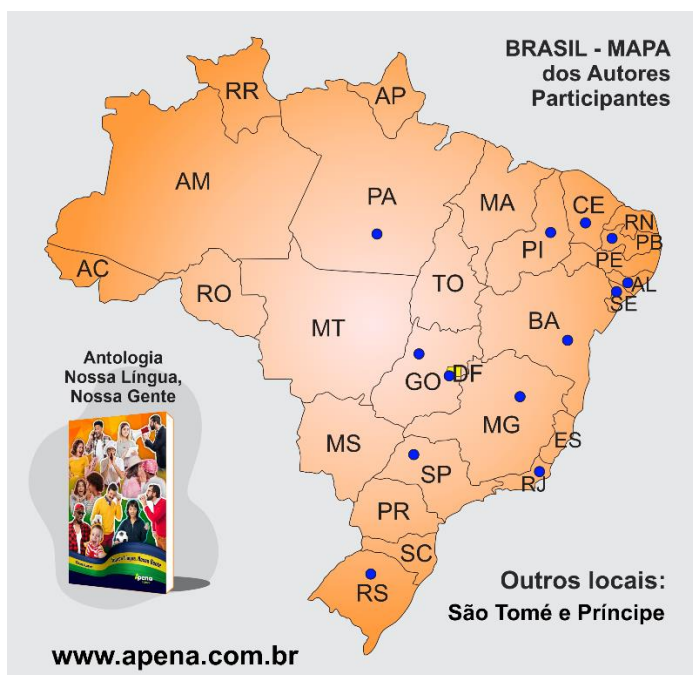 BRASIL - MAPA
dos Autores
Participantes
RR
AP
AM
PA
MA
CE
RN
PB
PI
PE
AC
TO
AL
SE
RO
BA
MT
Antologia
Nossa Língua,
Nossa Gente
GO
DF
MG
ES
MS
SP
RJ
PR
SC
RS
Apena
Outros locais:
São Tomé e Príncipe
www.apena.com.br